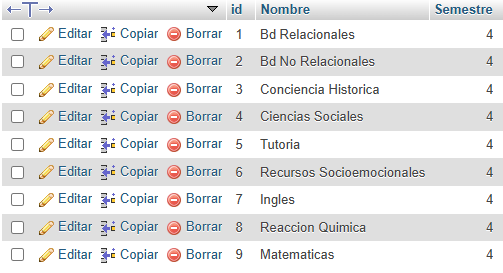 id Nombre Semestre
Editar Copiar Borrar 1 Bd Relacionales 4
Editar Copiar Borrar 2 Bd No Relacionales 4
Editar Copiar Borrar 3 Conciencia Historica 4
Editar Copiar Borrar 4 Ciencias Sociales 4
Editar Copiar Borrar 5 Tutoria 4
Editar Copiar Borrar 6 Recursos Socioemocionales 4
Editar Copiar Borrar 7 Ingles 4
Editar Copiar Borrar 8 Reaccion Quimica 4
Editar Copiar Borrar 9 Matematicas 4